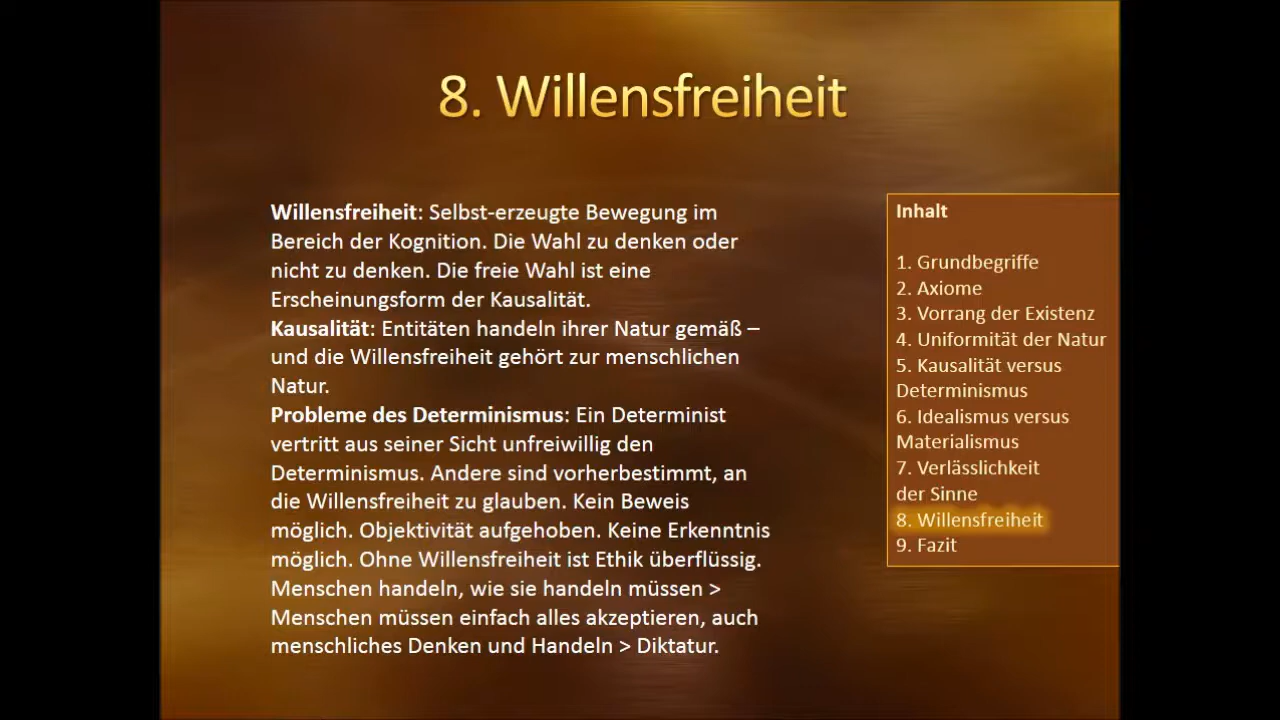 8. Willensfreiheit
Willensfreiheit: Selbst-erzeugte Bewegung im
Bereich der Kognition. Die Wahl zu denken oder
nicht zu denken. Die freie Wahl ist eine
Erscheinungsform der Kausalität.
Kausalität: Entitäten handeln ihrer Natur gemäß –
und die Willensfreiheit gehört zur menschlichen
Natur.
Probleme des Determinismus: Ein Determinist
vertritt aus seiner Sicht unfreiwillig den
Determinismus. Andere sind vorherbestimmt, an
die Willensfreiheit zu glauben. Kein Beweis
möglich. Objektivität aufgehoben. Keine Erkenntnis
möglich. Ohne Willensfreiheit ist Ethik überflüssig.
Menschen handeln, wie sie handeln müssen >
Menschen müssen einfach alles akzeptieren, auch
menschliches Denken und Handeln > Diktatur.
Inhalt
1. Grundbegriffe
2. Axiome
3. Vorrang der Existenz
4. Uniformität der Natur
5. Kausalität versus
Determinismus
6. Idealismus versus
Materialismus
7. Verlässlichkeit
der Sinne
8. Willensfreiheit
9. Fazit